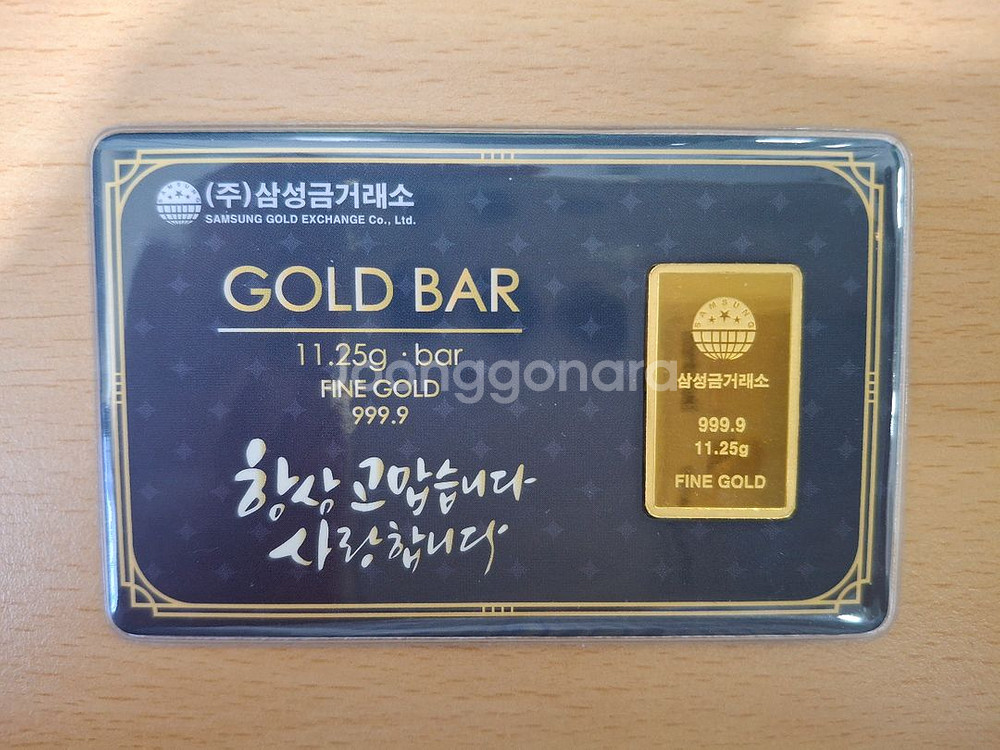 (주)삼성금거래소
SAMSUNG GOLD EXCHANGE Co., Ltd.
GOLD BAR
11.25g · bar
FINE GOLD
999.9
항상 고맙습니다
사랑합니다
SAMSUNG
삼성금거래소
999.9
11.25g
FINE GOLD
joonggonara